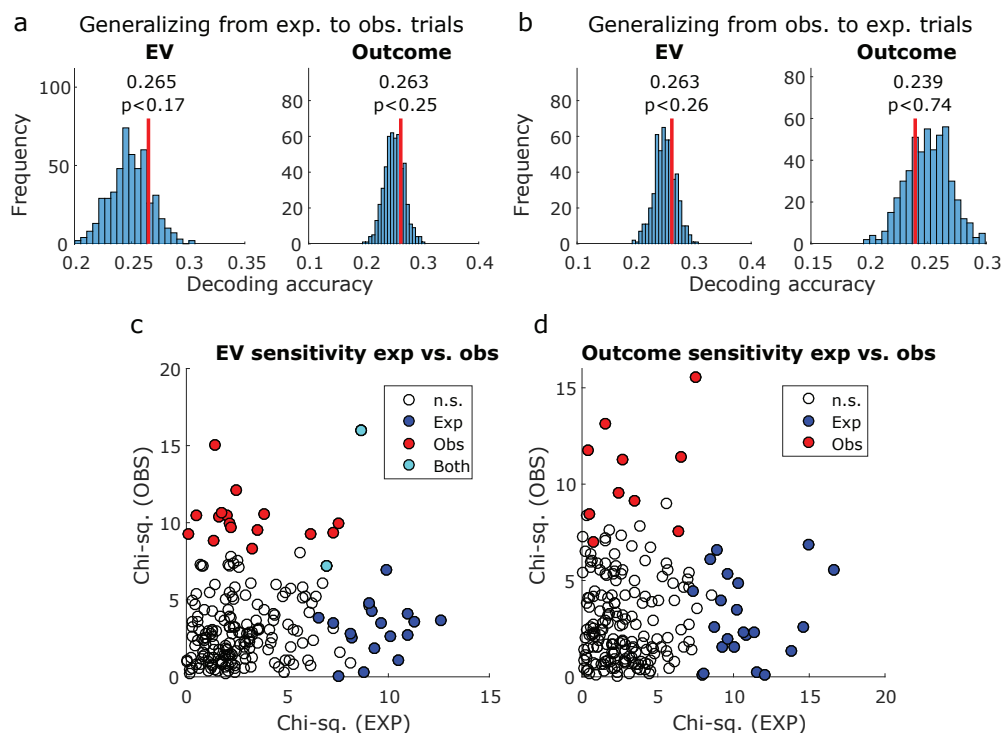 a
Generalizing from exp. to obs. trials
EV
Outcome
0.265
p<0.17
0.263
p<0.25
Frequency
100
50
0
80
60
40
20
0
0.2 0.25 0.3 0.35
0.1 0.2 0.3 0.4
Decoding accuracy
b
Generalizing from obs. to exp. trials
EV
Outcome
0.263
p<0.26
0.239
p<0.74
Frequency
80
60
40
20
0
80
60
40
20
0
0.1 0.2 0.3 0.4
0.1 0.2 0.25 0.3
Decoding accuracy
c
EV sensitivity exp vs. obs
n.s.
Exp
Obs
Both
Chi-sq. (OBS)
20
15
10
5
0
0 5 10 15
Chi-sq. (EXP)
d
Outcome sensitivity exp vs. obs
n.s.
Exp
Obs
Chi-sq. (OBS)
15
10
5
0
0 5 10 15 20
Chi-sq. (EXP)